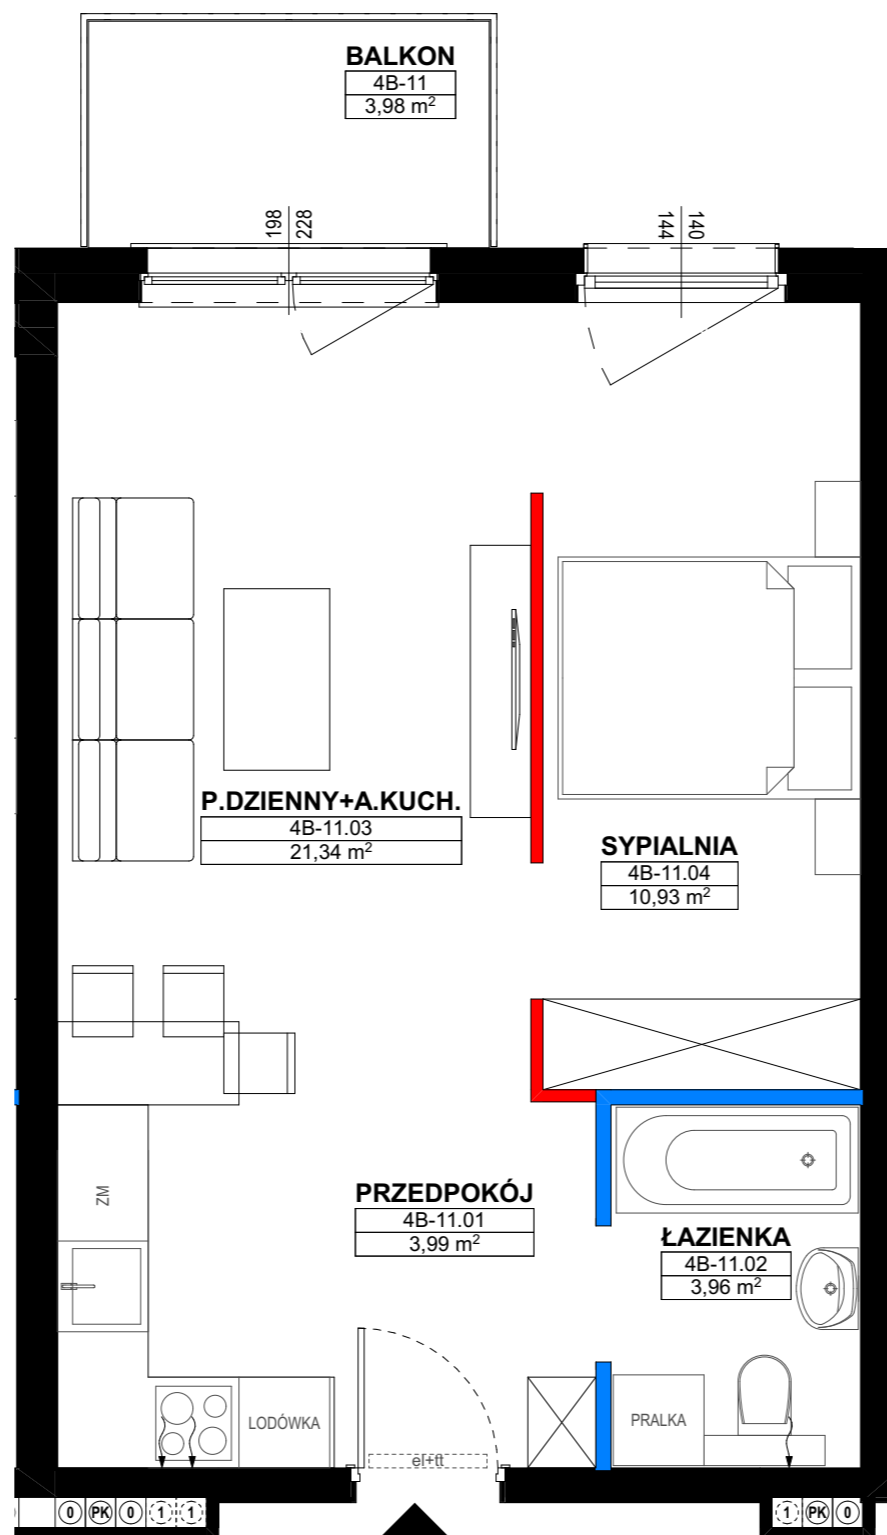 BALKON
4B-11
3,98 m²
198
228
144
140
P.DZIENNY+A.KUCH.
4B-11.03
21,34 m²
SYPIALNIA
4B-11.04
10,93 m²
ZM
PRZEDPOKÓJ
4B-11.01
3,99 m²
ŁAZIENKA
4B-11.02
3,96 m²
LODÓWKA
PRALKA
el+tt
0 PK 0 1 1
1 PK 0